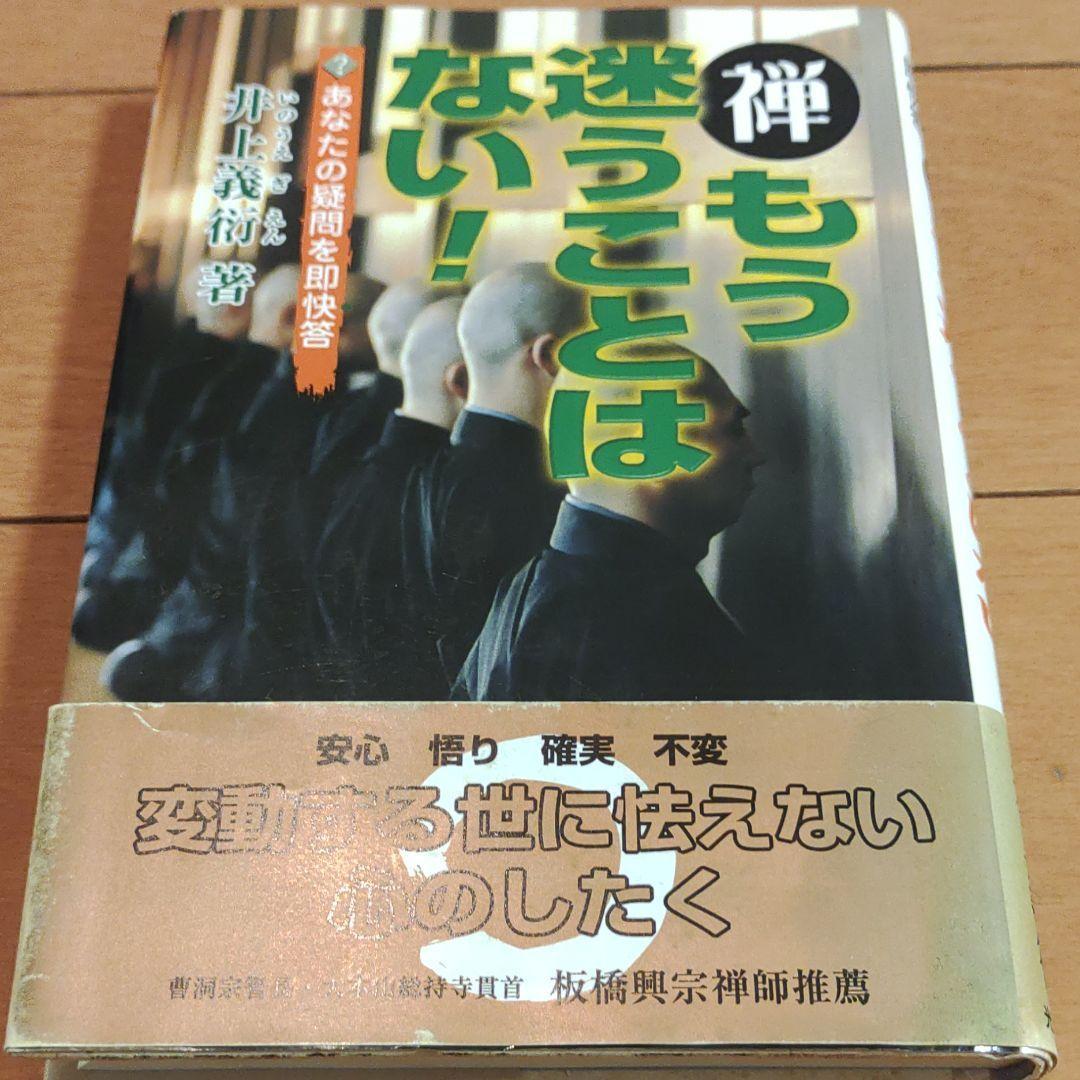 禅
もう
迷うことは
ない!
? あなたの疑問を即快答
いのうえ ぎ えん
井上義衍 著
安心 悟り 確実 不変
変動する世に怯えない
心のしたく
曹洞宗管長・大本山總持寺貫首 板橋興宗禅師推薦